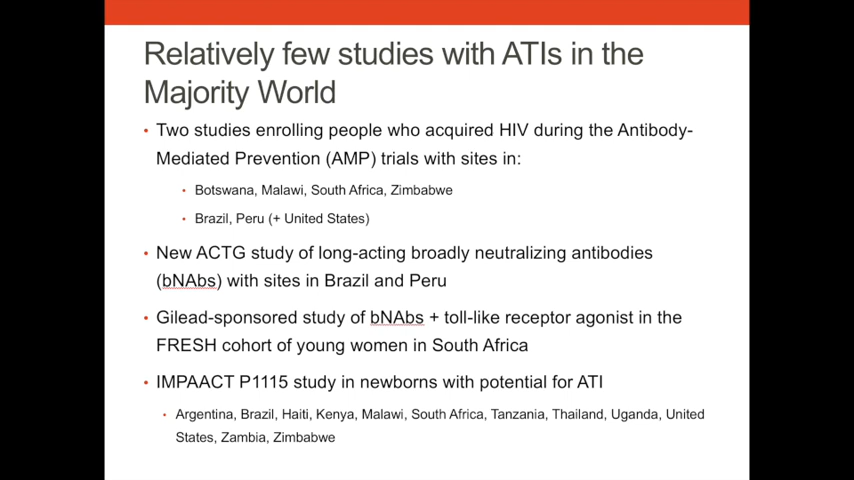 Relatively few studies with ATIs in the
Majority World
• Two studies enrolling people who acquired HIV during the Antibody-
Mediated Prevention (AMP) trials with sites in:
• Botswana, Malawi, South Africa, Zimbabwe
• Brazil, Peru (+ United States)
• New ACTG study of long-acting broadly neutralizing antibodies
(bNAbs) with sites in Brazil and Peru
• Gilead-sponsored study of bNAbs + toll-like receptor agonist in the
FRESH cohort of young women in South Africa
• IMPAACT P1115 study in newborns with potential for ATI
• Argentina, Brazil, Haiti, Kenya, Malawi, South Africa, Tanzania, Thailand, Uganda, United
States, Zambia, Zimbabwe